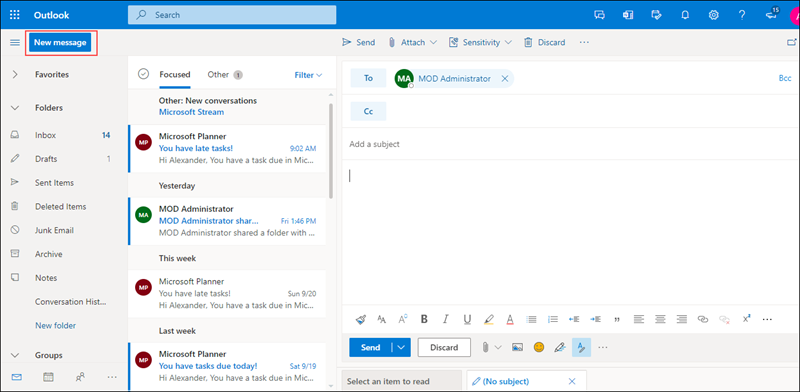 Outlook
Search
15
New message
Send
Attach
Sensitivity
Discard
Favorites
Folders
Inbox 14
Drafts 1
Sent Items
Deleted Items
Junk Email
Archive
Notes
Conversation Hist...
New folder
Groups
Focused Other 1 Filter
Other: New conversations
Microsoft Stream
MP
Microsoft Planner
You have late tasks! 9:02 AM
Hi Alexander, You have a task due in Mic...
Yesterday
MA
MOD Administrator
MOD Administrator shar... Fri 1:46 PM
MOD Administrator shared a folder with ...
This week
MP
Microsoft Planner
You have late tasks! Sun 9/20
Hi Alexander, You have a task due in Mic...
Last week
MP
Microsoft Planner
You have tasks due today! Sat 9/19
Hi Alexander, You have a task due in Mic...
To MA MOD Administrator Bcc
Cc
Add a subject
B I U A
Send Discard
Select an item to read
(No subject)